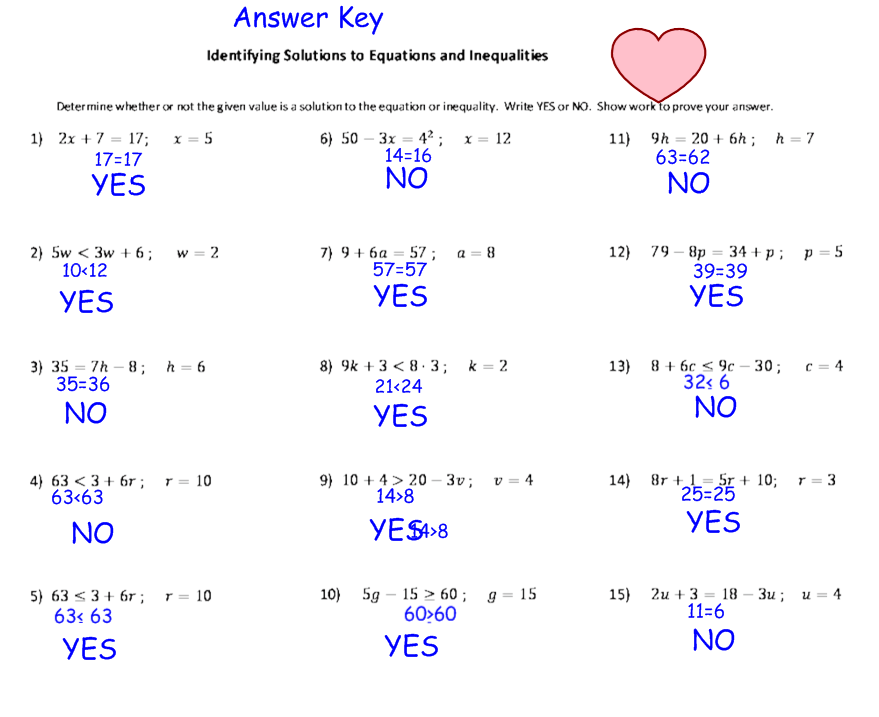 Answer Key
Identifying Solutions to Equations and Inequalities
Determine whether or not the given value is a solution to the equation or inequality. Write YES or NO. Show work to prove your answer.
1) 2x + 7 = 17; x = 5
17=17
YES
2) 5w < 3w + 6; w = 2
10<12
YES
3) 35 = 7h − 8; h = 6
35=36
NO
4) 63 < 3 + 6r; r = 10
63<63
NO
5) 63 ≤ 3 + 6r; r = 10
63≤ 63
YES
6) 50 − 3x = 4²; x = 12
14=16
NO
7) 9 + 6a = 57; a = 8
57=57
YES
8) 9k + 3 < 8 · 3; k = 2
21<24
YES
9) 10 + 4 > 20 − 3v; v = 4
14>8
YES 14>8
10) 5g − 15 ≥ 60; g = 15
60≥60
YES
11) 9h = 20 + 6h; h = 7
63=62
NO
12) 79 − 8p = 34 + p; p = 5
39=39
YES
13) 8 + 6c ≤ 9c − 30; c = 4
32≤ 6
NO
14) 8r + 1 = 5r + 10; r = 3
25=25
YES
15) 2u + 3 = 18 − 3u; u = 4
11=6
NO